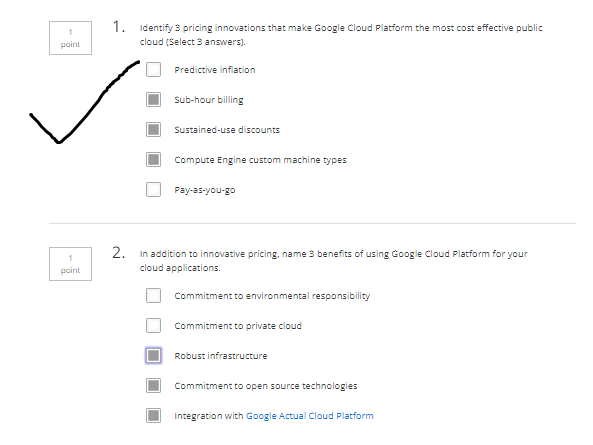 1
point
1. Identify 3 pricing innovations that make Google Cloud Platform the most cost effective public
cloud (Select 3 answers).
Predictive inflation
Sub-hour billing
Sustained-use discounts
Compute Engine custom machine types
Pay-as-you-go
1
point
2. In addition to innovative pricing, name 3 benefits of using Google Cloud Platform for your
cloud applications.
Commitment to environmental responsibility
Commitment to private cloud
Robust infrastructure
Commitment to open source technologies
Integration with Google Actual Cloud Platform